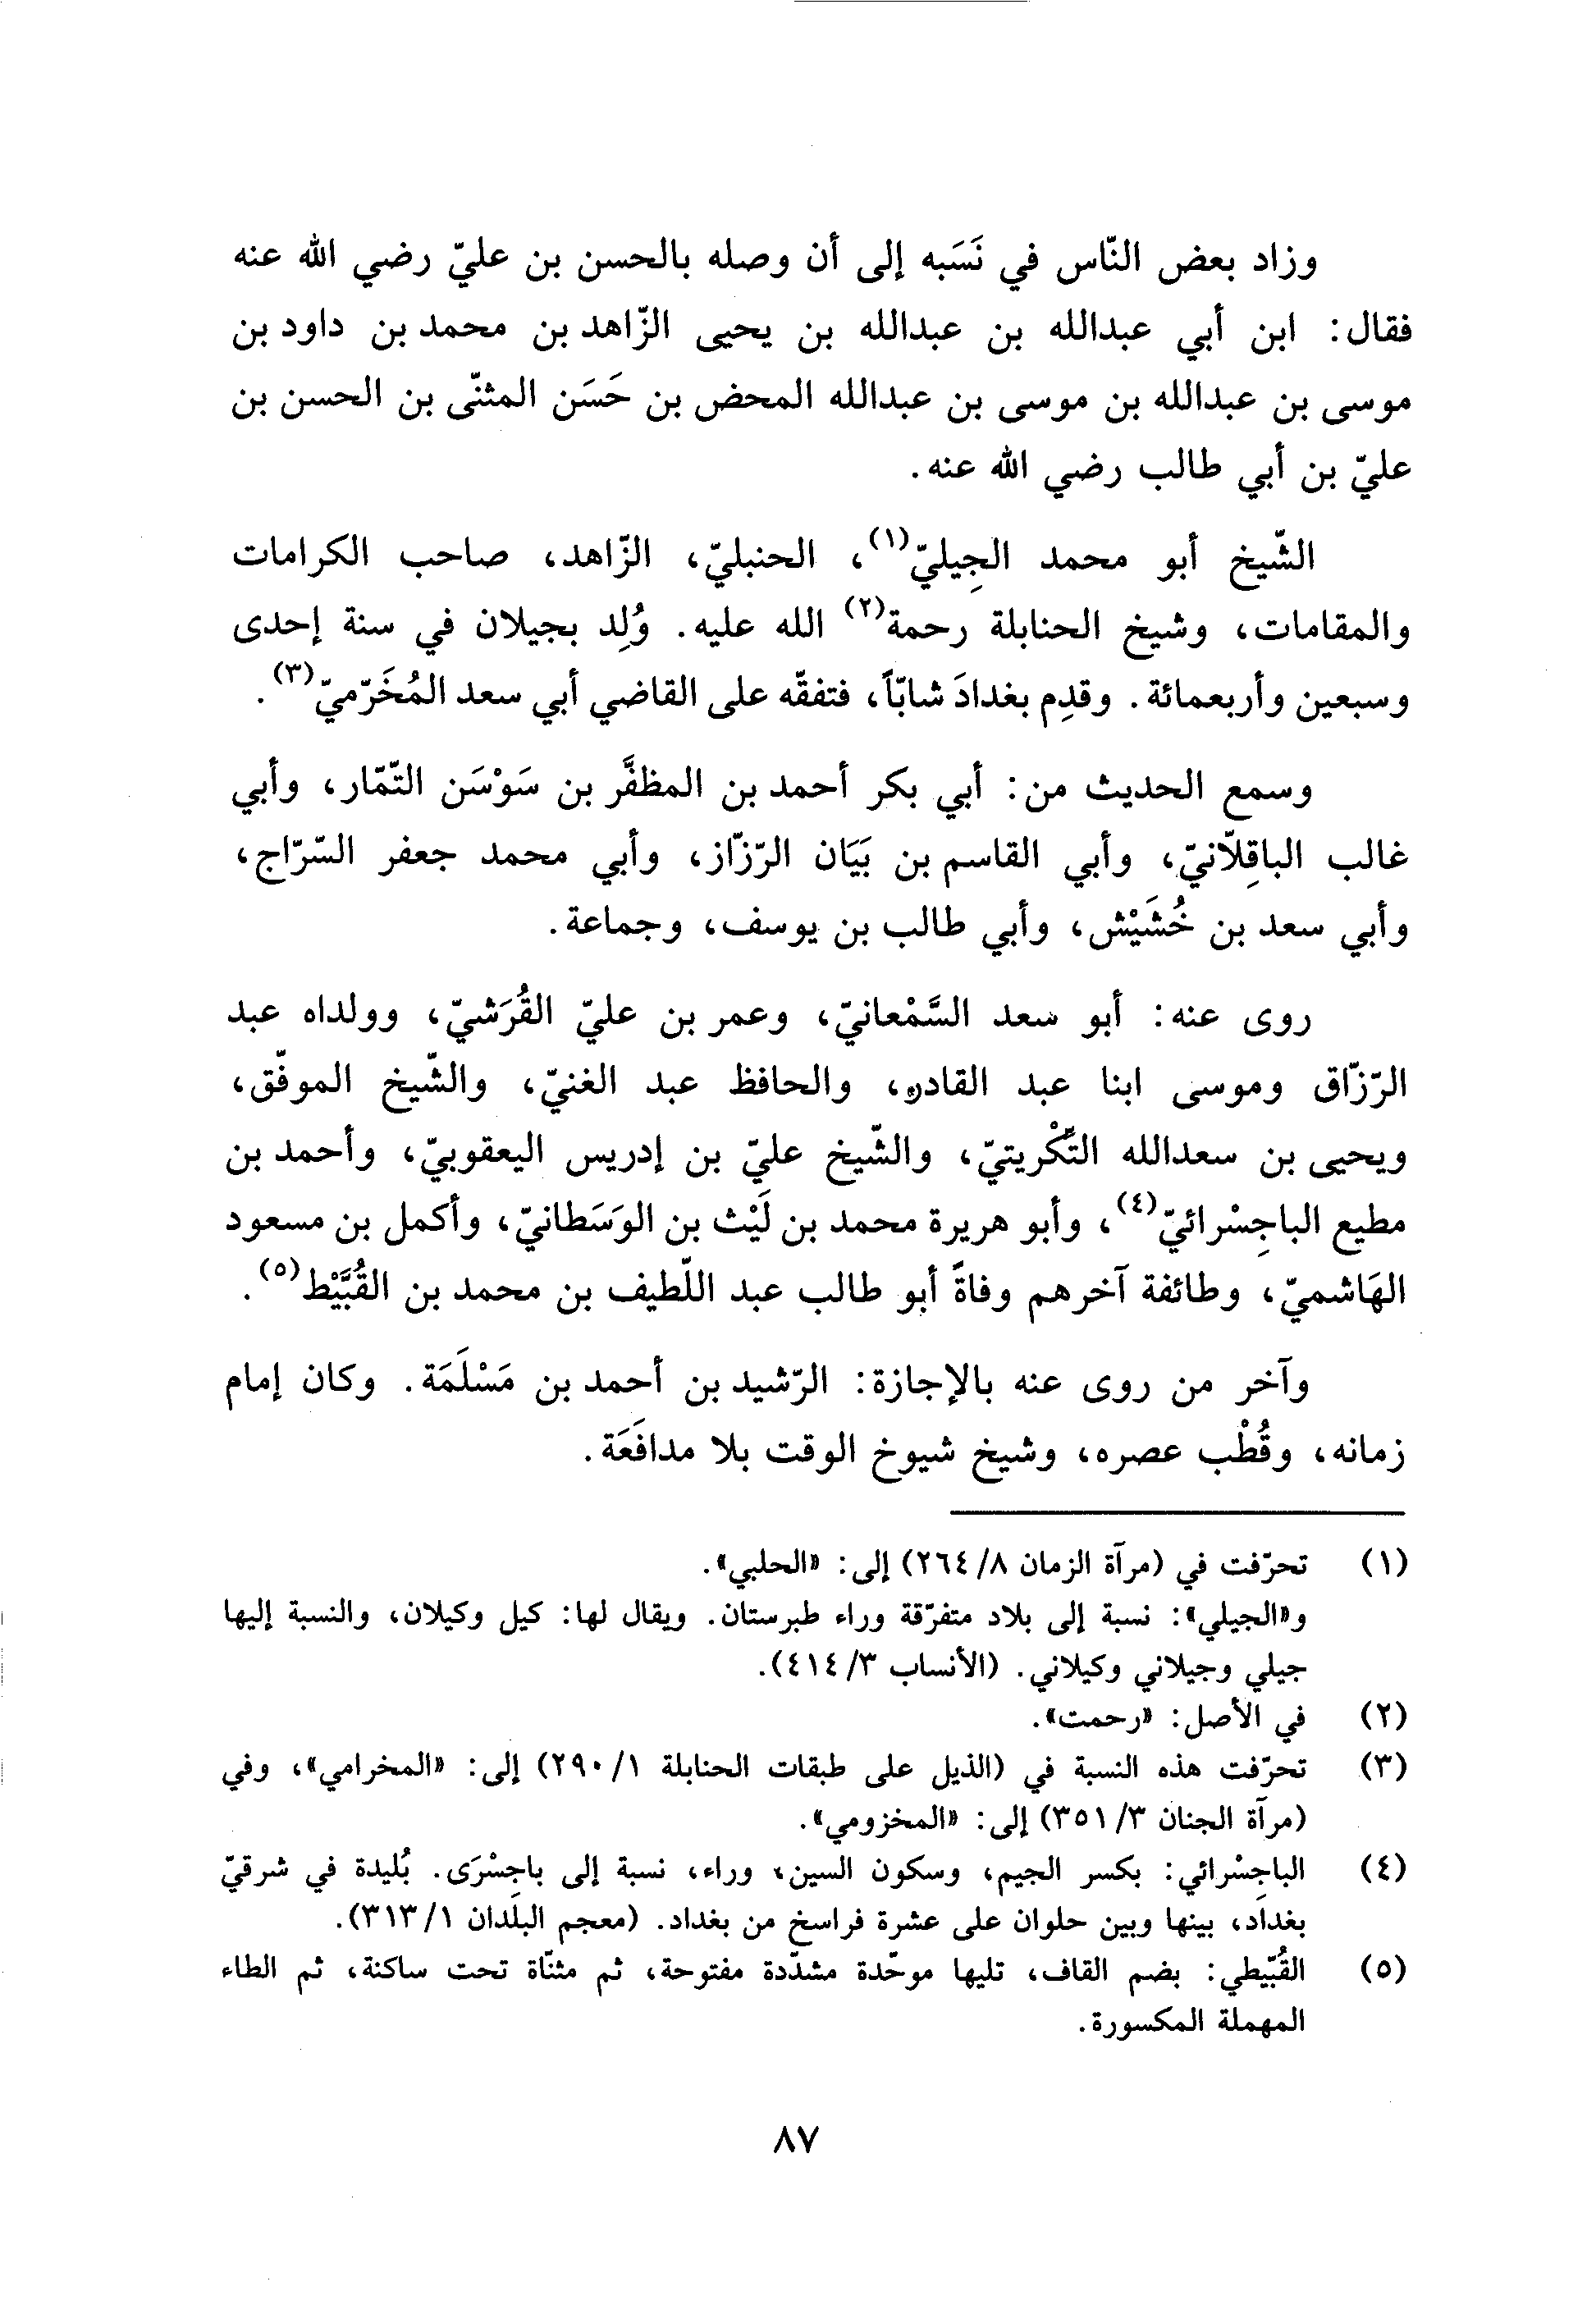 وزاد بعض النّاس في نَسَبه إلى أن وصله بالحسن بن عليّ رضي الله عنه
فقال: ابن أبي عبدالله بن عبدالله بن يحيى الزّاهد بن محمد بن داود بن
موسى بن عبدالله بن موسى بن عبدالله المحض بن حَسَن المثنّى بن الحسن بن
عليّ بن أبي طالب رضي الله عنه.
الشّيخ أبو محمد الجِيليّ(١)، الحنبليّ، الزّاهد، صاحب الكرامات
والمقامات، وشيخ الحنابلة رحمة(٢) الله عليه. وُلِد بجيلان في سنة إحدى
وسبعين وأربعمائة. وقدِم بغدادَ شابّاً، فتفقّه على القاضي أبي سعد المُخَرّميّ(٣).
وسمع الحديث من: أبي بكر أحمد بن المظفَّر بن سَوْسَن التّمّار، وأبي
غالب الباقِلّانيّ، وأبي القاسم بن بَيَان الرّزّاز، وأبي محمد جعفر السّرّاج،
وأبي سعد بن خُشَيْش، وأبي طالب بن يوسف، وجماعة.
روى عنه: أبو سعد السَّمْعانيّ، وعمر بن عليّ القُرَشيّ، وولداه عبد
الرّزّاق وموسى ابنا عبد القادر، والحافظ عبد الغنيّ، والشّيخ الموفّق،
ويحيى بن سعدالله التَّكْريتيّ، والشّيخ عليّ بن إدريس اليعقوبيّ، وأحمد بن
مطيع الباجِسْرائيّ(٤)، وأبو هريرة محمد بن لَيْث بن الوَسَطانيّ، وأكمل بن مسعود
الهَاشميّ، وطائفة آخرهم وفاةً أبو طالب عبد اللّطيف بن محمد بن القُبَّيْط(٥).
وآخر من روى عنه بالإجازة: الرّشيد بن أحمد بن مَسْلَمَة. وكان إمام
زمانه، وقُطْب عصره، وشيخ شيوخ الوقت بلا مدافَعَة.
(١) تحرّفت في (مرآة الزمان ٨/ ٢٦٤) إلى: «الحلبي».
و«الجيلي»: نسبة إلى بلاد متفرّقة وراء طبرستان. ويقال لها: كيل وكيلان، والنسبة إليها
جيلي وجيلاني وكيلاني. (الأنساب ٣/ ٤١٤).
(٢) في الأصل: «رحمت».
(٣) تحرّفت هذه النسبة في (الذيل على طبقات الحنابلة ١/ ٢٩٠) إلى: «المخرامي»، وفي
(مرآة الجنان ٣/ ٣٥١) إلى: «المخزومي».
(٤) الباجِسْرائي: بكسر الجيم، وسكون السين، وراء، نسبة إلى باجِسْرَى. بُليدة في شرقيّ
بغداد، بينها وبين حلوان على عشرة فراسخ من بغداد. (معجم البلدان ١/ ٣١٣).
(٥) القُبّيطي: بضم القاف، تليها موحّدة مشدّدة مفتوحة، ثم مثنّاة تحت ساكنة، ثم الطاء
المهملة المكسورة.
٨٧